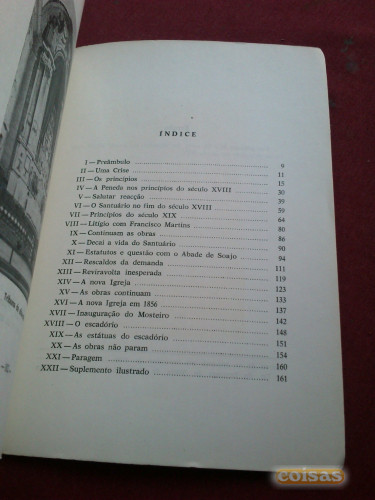 ÍNDICE
I — Preâmbulo 9
II — Uma Crise 11
III — Os princípios 15
IV — A Peneda nos princípios do século XVIII 30
V — Salutar reacção 39
VI — O Santuário no fim do século XVIII 59
VII — Princípios do século XIX 64
VIII — Litígio com Francisco Martins 80
IX — Continuam as obras 86
X — Decai a vida do Santuário 90
XI — Estatutos e questão com o Abade de Soajo 94
XII — Rescaldos da demanda 111
XIII — Reviravolta inesperada 119
XIV — A nova Igreja 123
XV — As obras continuam 133
XVI — A nova Igreja em 1856 137
XVII — Inauguração do Mosteiro 142
XVIII — O escadório 148
XIX — As estátuas do escadório 151
XX — As obras não param 154
XXI — Paragem 160
XXII — Suplemento ilustrado 161
coisas